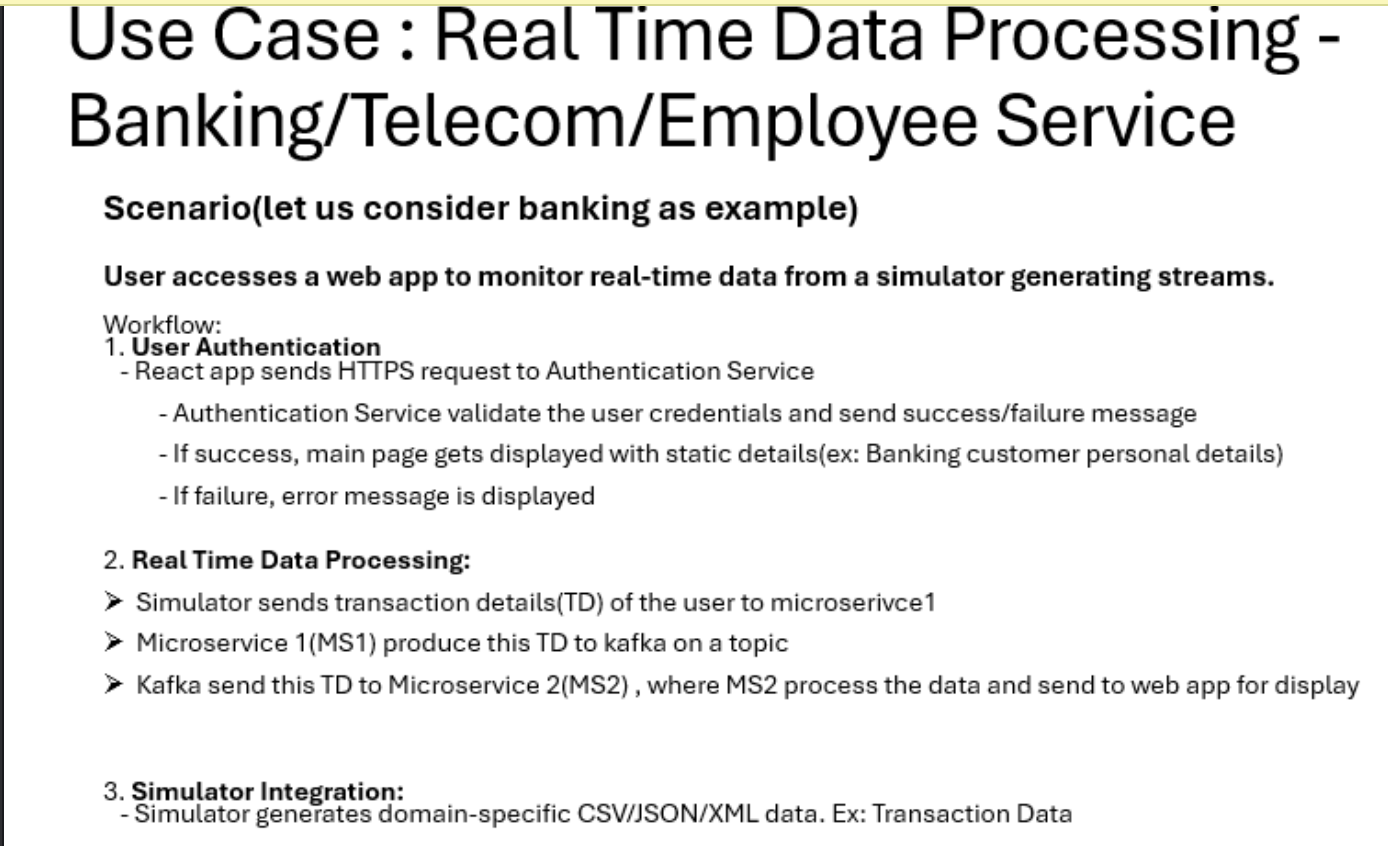 Use Case : Real Time Data Processing -
Banking/Telecom/Employee Service
Scenario(let us consider banking as example)
User accesses a web app to monitor real-time data from a simulator generating streams.
Workflow:
1. User Authentication
- React app sends HTTPS request to Authentication Service
- Authentication Service validate the user credentials and send success/failure message
- If success, main page gets displayed with static details(ex: Banking customer personal details)
- If failure, error message is displayed
2. Real Time Data Processing:
➢ Simulator sends transaction details(TD) of the user to microserivce1
➢ Microservice 1(MS1) produce this TD to kafka on a topic
➢ Kafka send this TD to Microservice 2(MS2) , where MS2 process the data and send to web app for display
3. Simulator Integration:
- Simulator generates domain-specific CSV/JSON/XML data. Ex: Transaction Data